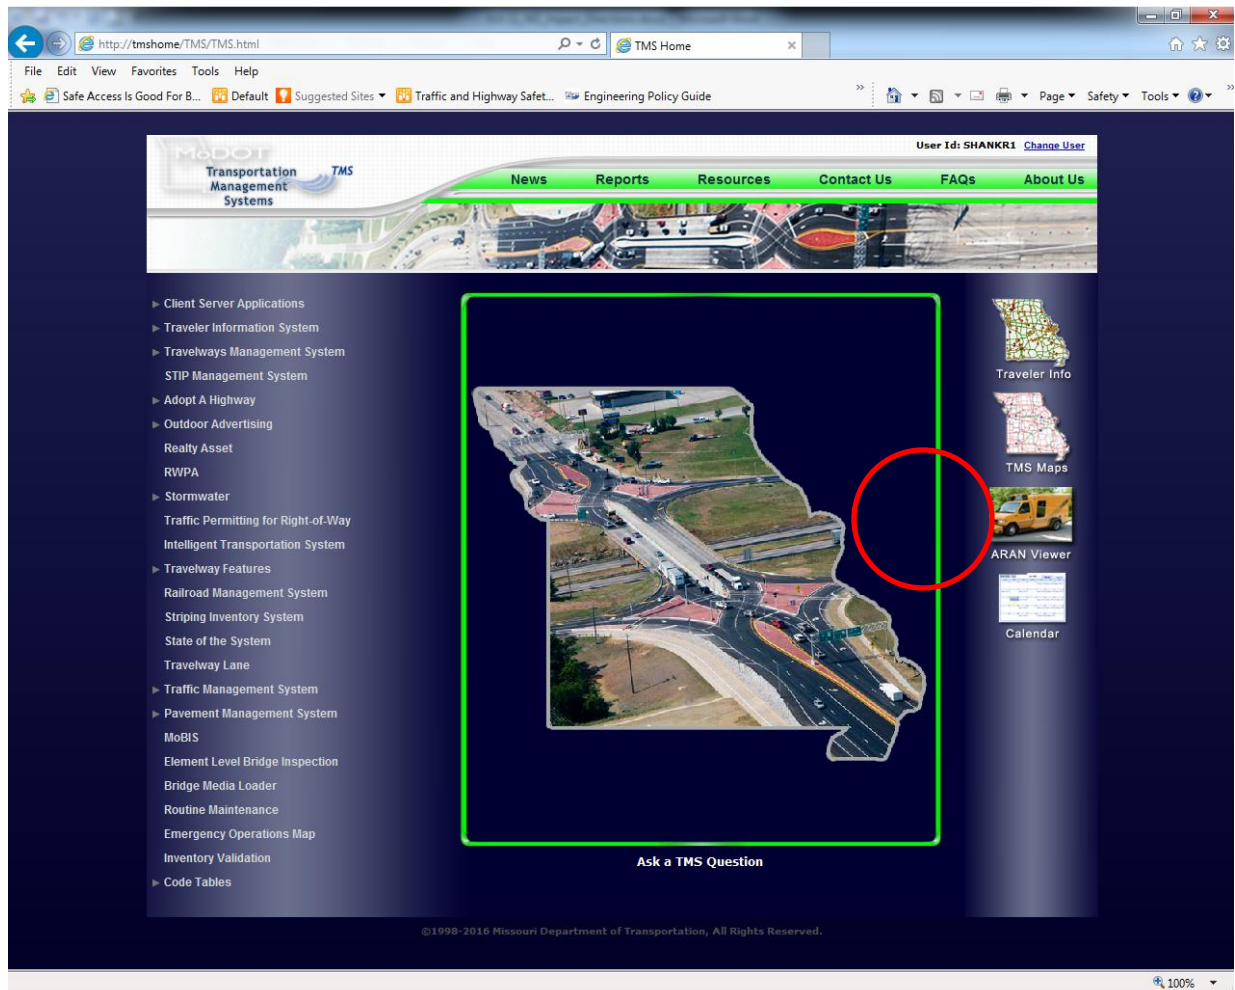 http://tmshome/TMS/TMS.html
TMS Home
File Edit View Favorites Tools Help
Safe Access Is Good For B... Default Suggested Sites Traffic and Highway Safet... Engineering Policy Guide
Page Safety Tools
User Id: SHANKR1 Change User
MoDOT
Transportation Management Systems
TMS
News Reports Resources Contact Us FAQs About Us
Client Server Applications
Traveler Information System
Travelways Management System
STIP Management System
Adopt A Highway
Outdoor Advertising
Realty Asset
RWPA
Stormwater
Traffic Permitting for Right-of-Way
Intelligent Transportation System
Travelway Features
Railroad Management System
Striping Inventory System
State of the System
Travelway Lane
Traffic Management System
Pavement Management System
MoBIS
Element Level Bridge Inspection
Bridge Media Loader
Routine Maintenance
Emergency Operations Map
Inventory Validation
Code Tables
Traveler Info
TMS Maps
ARAN Viewer
Calendar
Ask a TMS Question
©1998-2016 Missouri Department of Transportation, All Rights Reserved.
100%